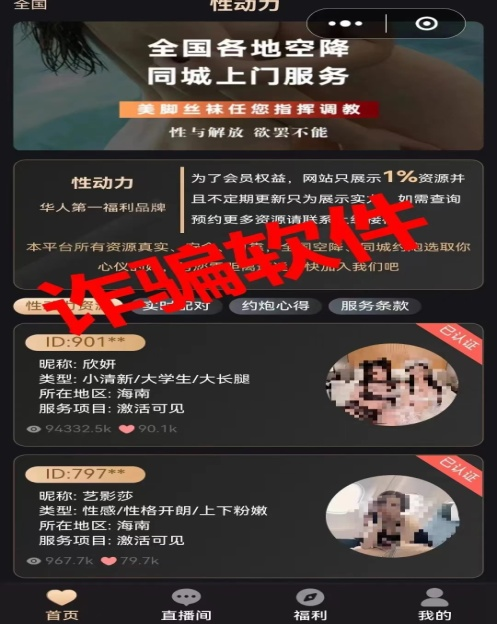 全国
性动力
全国各地空降
同城上门服务
美脚丝袜任您指挥调教
性与解放 欲罢不能
性动力
华人第一福利品牌
为了会员权益，网站只展示1%资源并
且不定期更新只为展示实力，如需查询
预约更多资源请联系
本平台所有资源真实、
全国空降、同城约炮选取你
心仪的
快加入我们吧
诈骗软件
性动力资源
实时配对
约炮心得
服务条款
ID:901**
已认证
昵称: 欣妍
类型: 小清新/大学生/大长腿
所在地区: 海南
服务项目: 激活可见
94332.5k
90.1k
ID:797**
已认证
昵称: 艺影莎
类型: 性感/性格开朗/上下粉嫩
所在地区: 海南
服务项目: 激活可见
967.7k
79.7k
首页
直播间
福利
我的